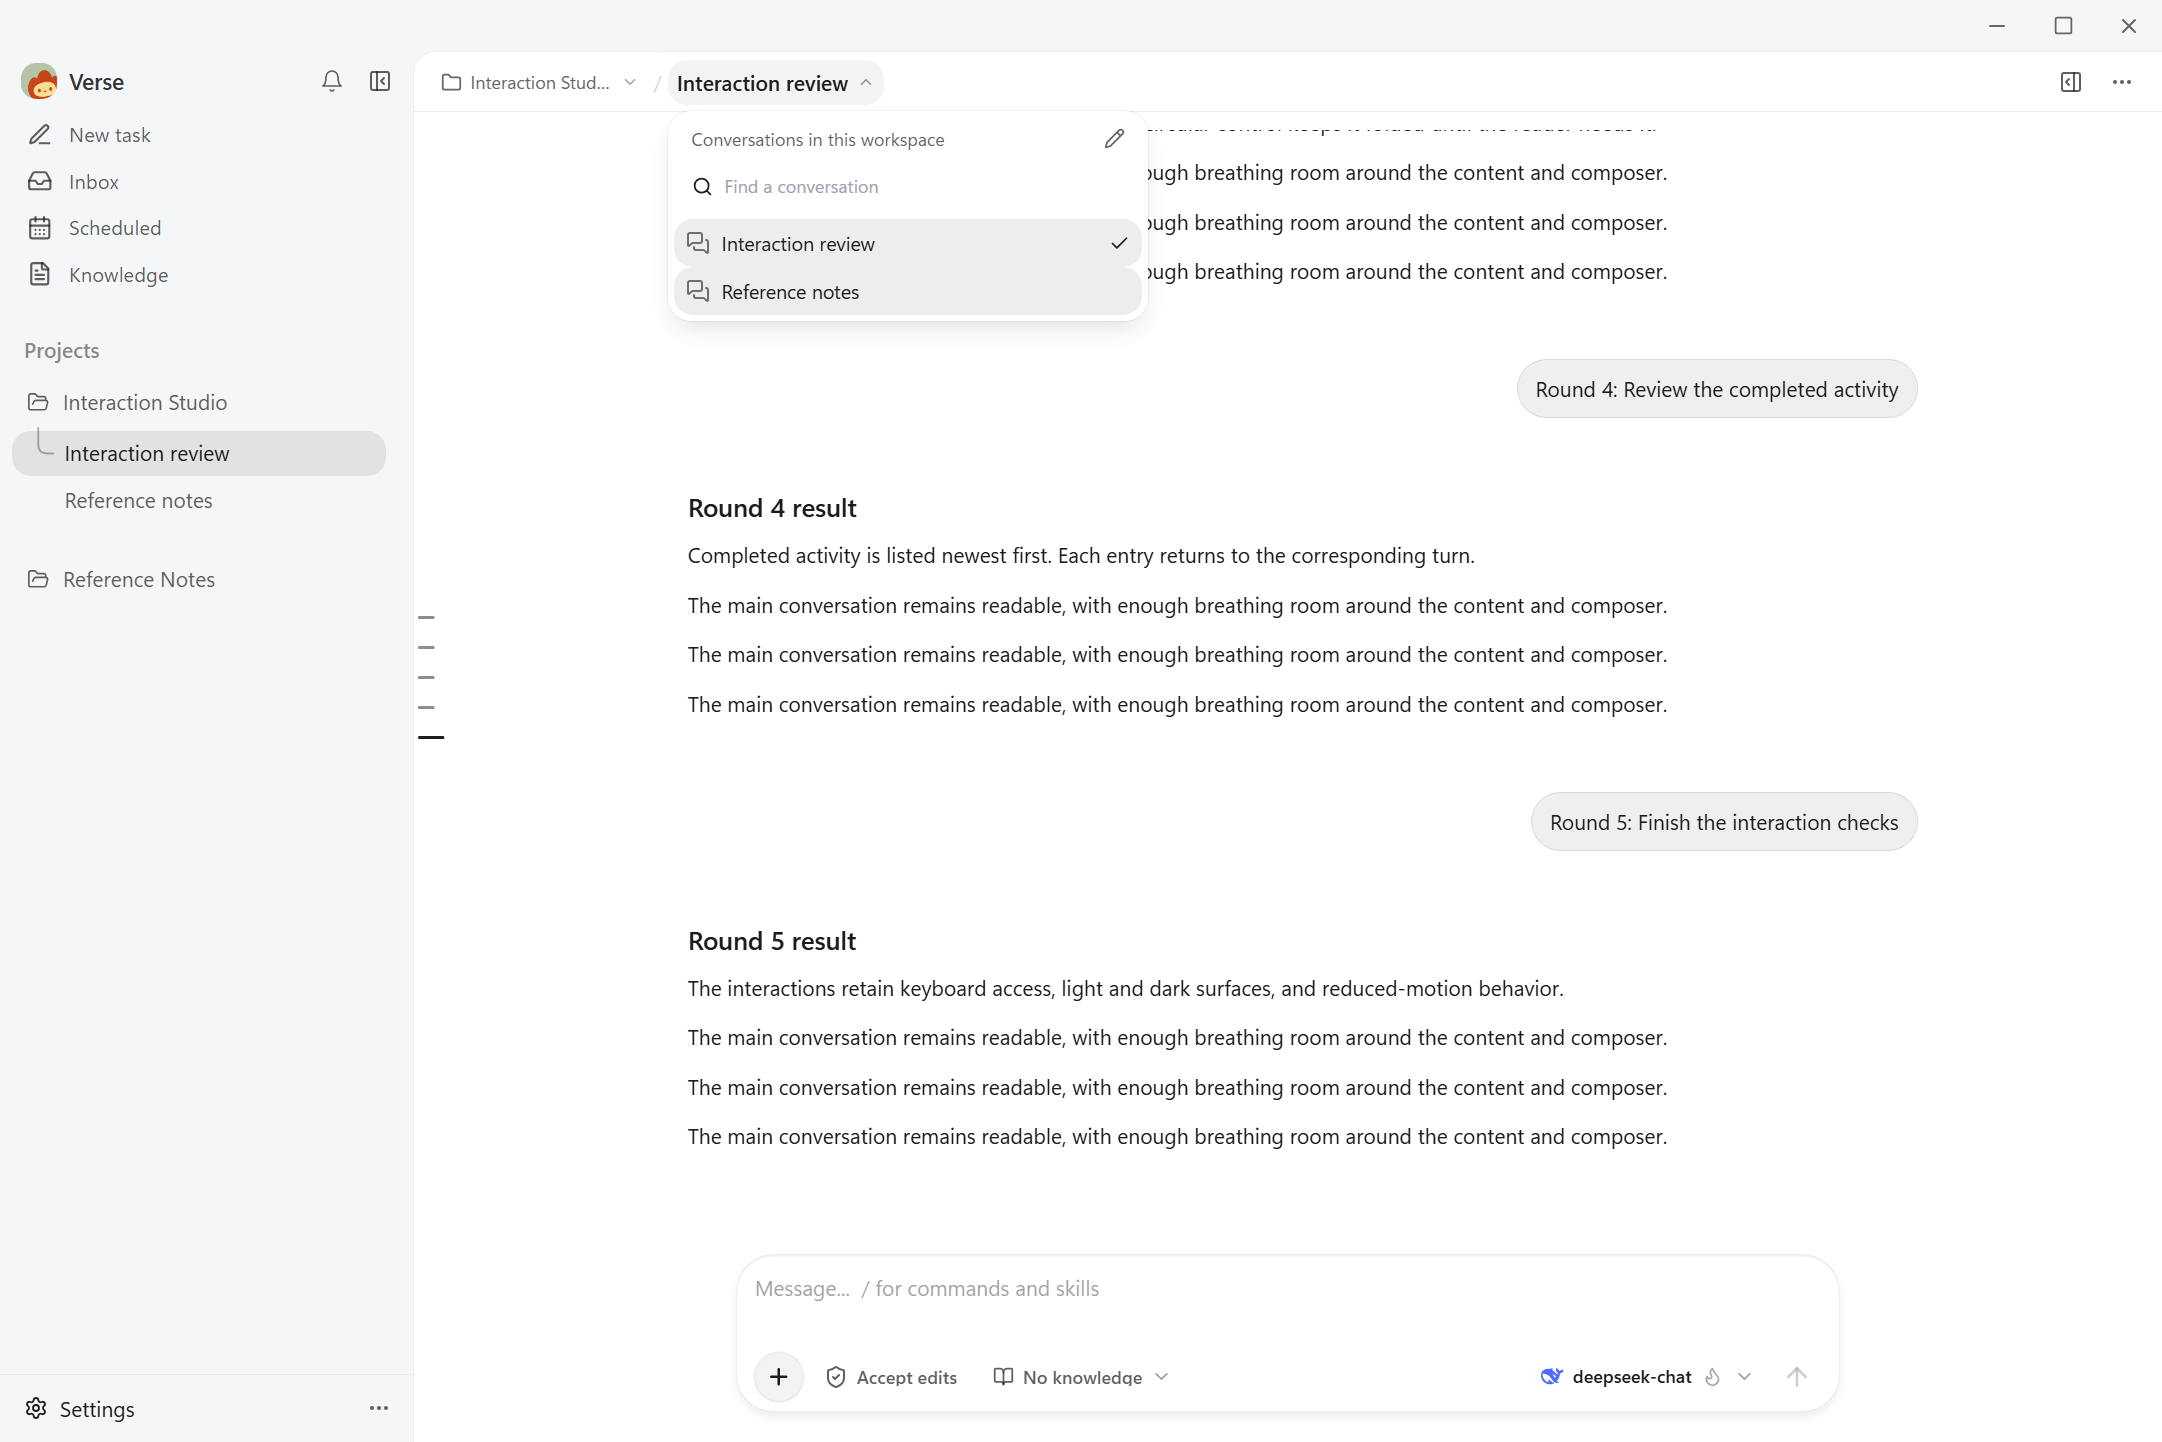 Verse
New task
Inbox
Scheduled
Knowledge
Projects
Interaction Studio
Interaction review
Reference notes
Reference Notes
Settings
Interaction Stud... / Interaction review
Conversations in this workspace
Find a conversation
Interaction review
Reference notes
ough breathing room around the content and composer.
ough breathing room around the content and composer.
ough breathing room around the content and composer.
Round 4: Review the completed activity
Round 4 result
Completed activity is listed newest first. Each entry returns to the corresponding turn.
The main conversation remains readable, with enough breathing room around the content and composer.
The main conversation remains readable, with enough breathing room around the content and composer.
The main conversation remains readable, with enough breathing room around the content and composer.
Round 5: Finish the interaction checks
Round 5 result
The interactions retain keyboard access, light and dark surfaces, and reduced-motion behavior.
The main conversation remains readable, with enough breathing room around the content and composer.
The main conversation remains readable, with enough breathing room around the content and composer.
The main conversation remains readable, with enough breathing room around the content and composer.
Message... / for commands and skills
Accept edits
No knowledge
deepseek-chat